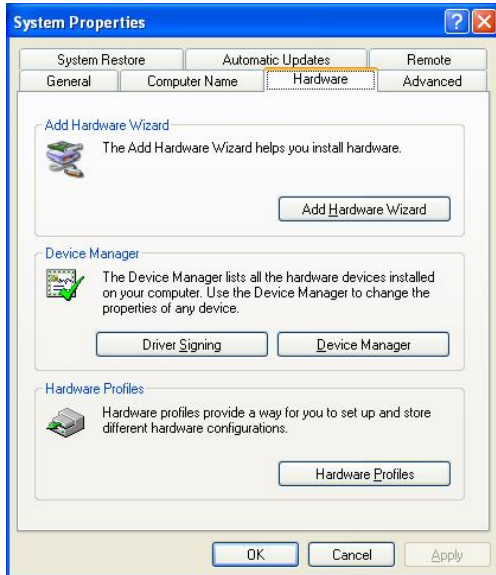 System Properties
System Restore Automatic Updates Remote
General Computer Name Hardware Advanced
Add Hardware Wizard
The Add Hardware Wizard helps you install hardware.
Add Hardware Wizard
Device Manager
The Device Manager lists all the hardware devices installed
on your computer. Use the Device Manager to change the
properties of any device.
Driver Signing Device Manager
Hardware Profiles
Hardware profiles provide a way for you to set up and store
different hardware configurations.
Hardware Profiles
OK Cancel Apply